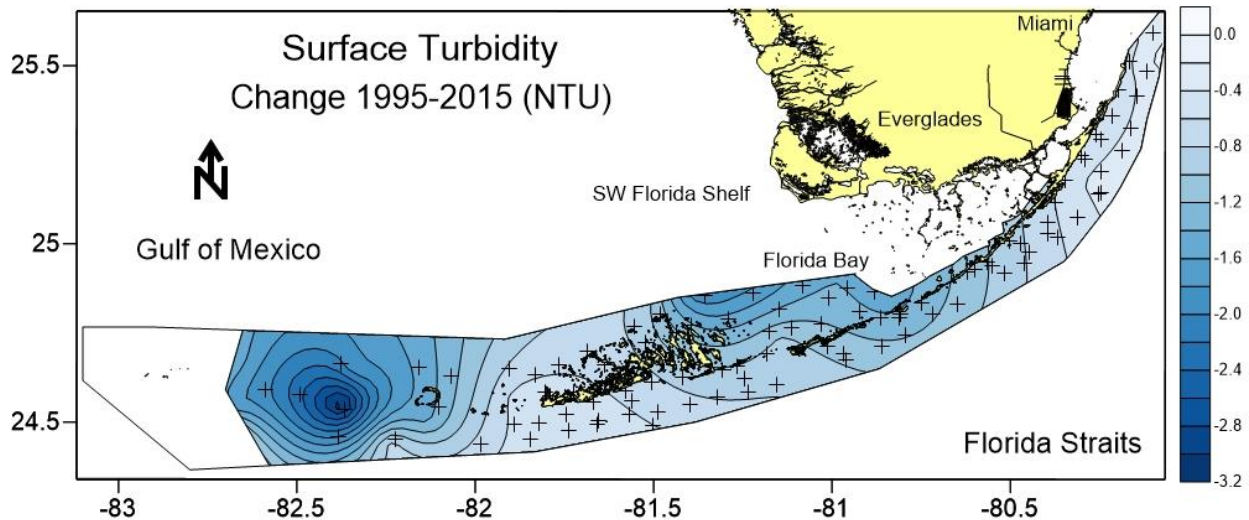 Surface Turbidity
Change 1995-2015 (NTU)
Miami
Everglades
N
SW Florida Shelf
Gulf of Mexico
Florida Bay
Florida Straits
25.5
25
24.5
-83
-82.5
-82
-81.5
-81
-80.5
0.0
-0.4
-0.8
-1.2
-1.6
-2.0
-2.4
-2.8
-3.2